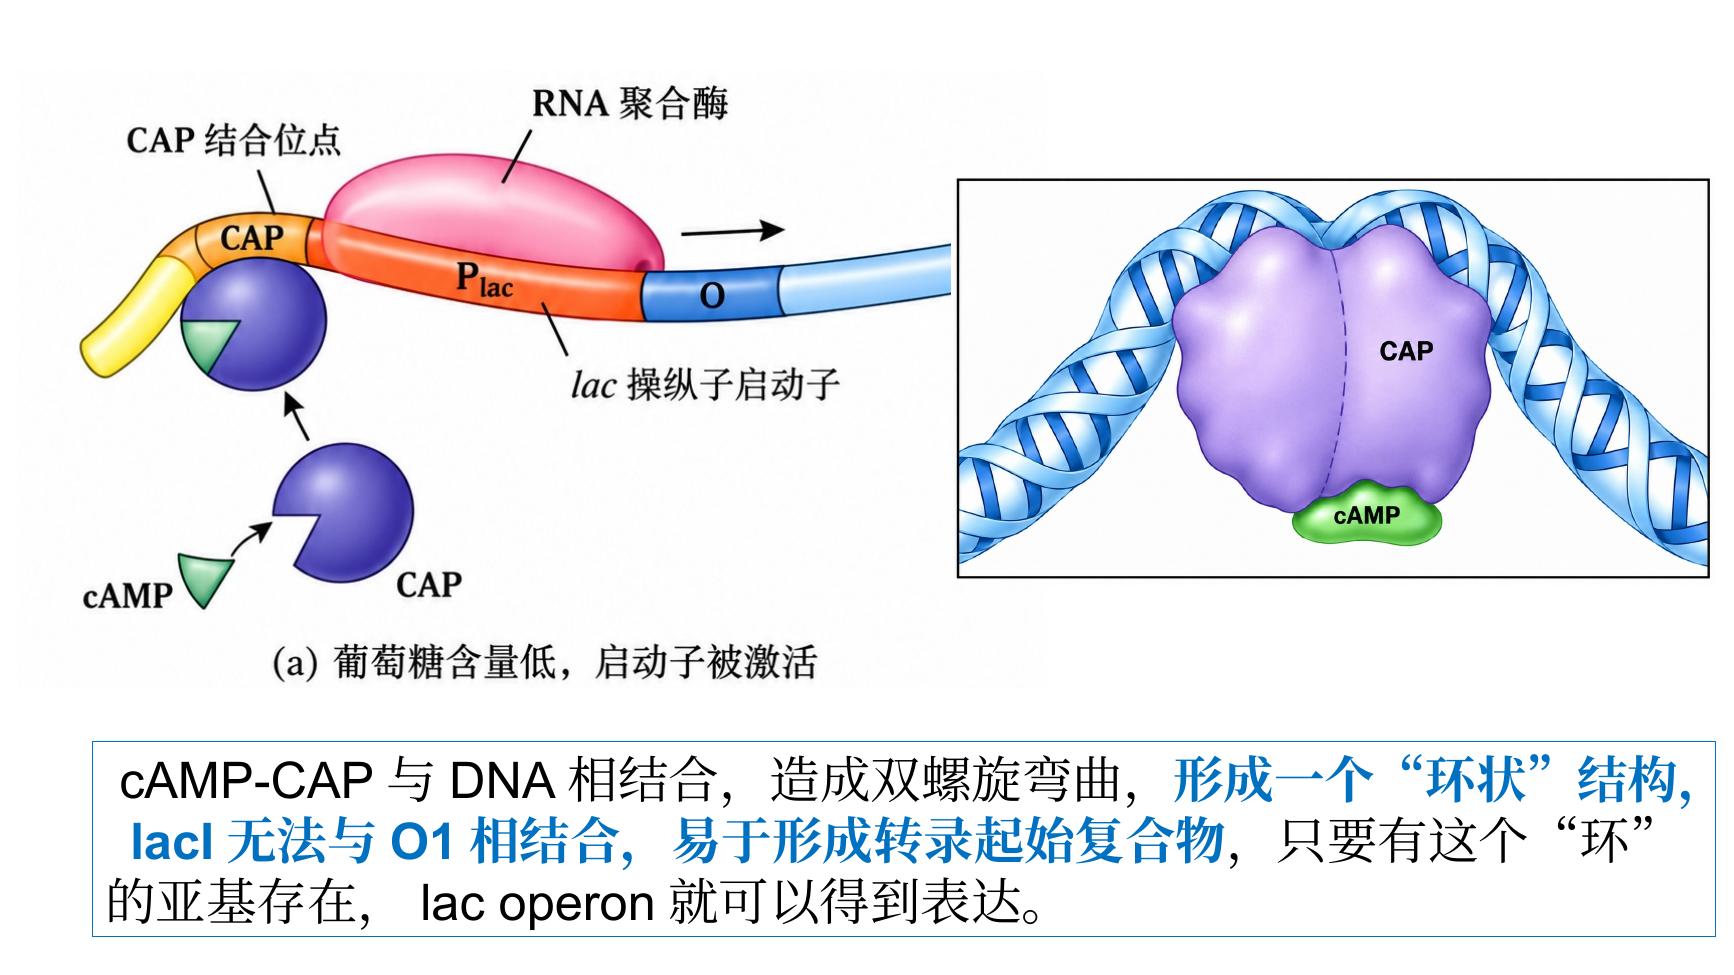 RNA 聚合酶
CAP 结合位点
CAP
Plac
O
lac 操纵子启动子
cAMP
CAP
(a) 葡萄糖含量低，启动子被激活
CAP
cAMP
cAMP-CAP 与 DNA 相结合，造成双螺旋弯曲，形成一个“环状”结构，
lacI 无法与 O1 相结合，易于形成转录起始复合物，只要有这个“环”
的亚基存在， lac operon 就可以得到表达。